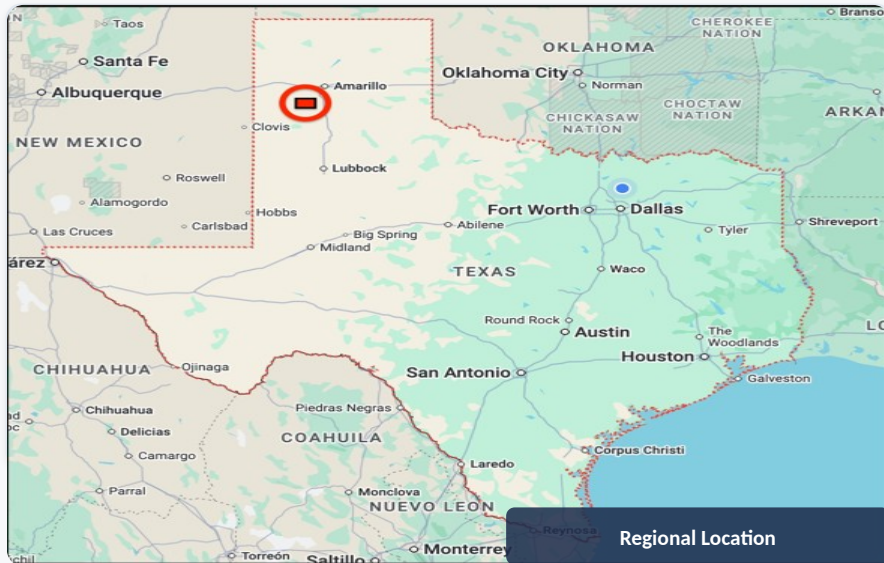 Branso
Taos
CHEROKEE
NATION
Santa Fe
OKLAHOMA
Albuquerque
Oklahoma City
Amarillo
Norman
CHOCTAW
NATION
ARKAN
CHICKASAW
NATION
Clovis
NEW MEXICO
Lubbock
Roswell
Alamogordo
Hobbs
Carlsbad
Las Cruces
Fort Worth
Dallas
Abilene
Big Spring
Midland
Tyler
Shreveport
árez
TEXAS
Waco
Round Rock
Austin
The
Woodlands
LO
Houston
CHIHUAHUA
Ojinaga
San Antonio
Galveston
Chihuahua
Piedras Negras
Delicias
COAHUILA
Camargo
Corpus Christi
Laredo
Parral
Monclova
NUEVO LEON
Reynosa
Regional Location
Monterrey
Torreón
Saltillo